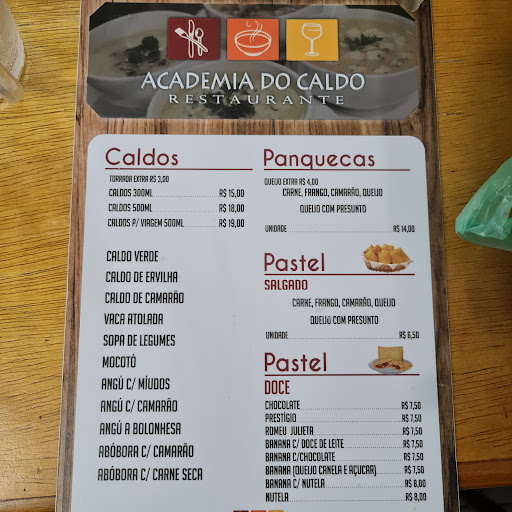 ACADEMIA DO CALDO
RESTAURANTE
Caldos
TORRADA EXTRA R$ 3,00
CALDOS 300ML R$ 15,00
CALDOS 500ML R$ 18,00
CALDOS P/ VIAGEM 500ML R$ 19,00
CALDO VERDE
CALDO DE ERVILHA
CALDO DE CAMARÃO
VACA ATOLADA
SOPA DE LEGUMES
MOCOTÓ
ANGÚ C/ MÍUDOS
ANGÚ C/ CAMARÃO
ANGÚ A BOLONHESA
ABÓBORA C/ CAMARÃO
ABÓBORA C/ CARNE SECA
Panquecas
QUEIJO EXTRA R$ 4,00
CARNE, FRANGO, CAMARÃO, QUEIJO
QUEIJO COM PRESUNTO
UNIDADE R$ 14,00
Pastel
SALGADO
CARNE, FRANGO, CAMARÃO, QUEIJO
QUEIJO COM PRESUNTO
UNIDADE R$ 6,50
Pastel
DOCE
CHOCOLATE R$ 7,50
PRESTÍGIO R$ 7,50
ROMEU JULIETA R$ 7,50
BANANA C/ DOCE DE LEITE R$ 7,50
BANANA C/CHOCOLATE R$ 7,50
BANANA (QUEIJO CANELA E AÇUCAR) R$ 7,50
BANANA C/ NUTELA R$ 8,00
NUTELA R$ 8,00